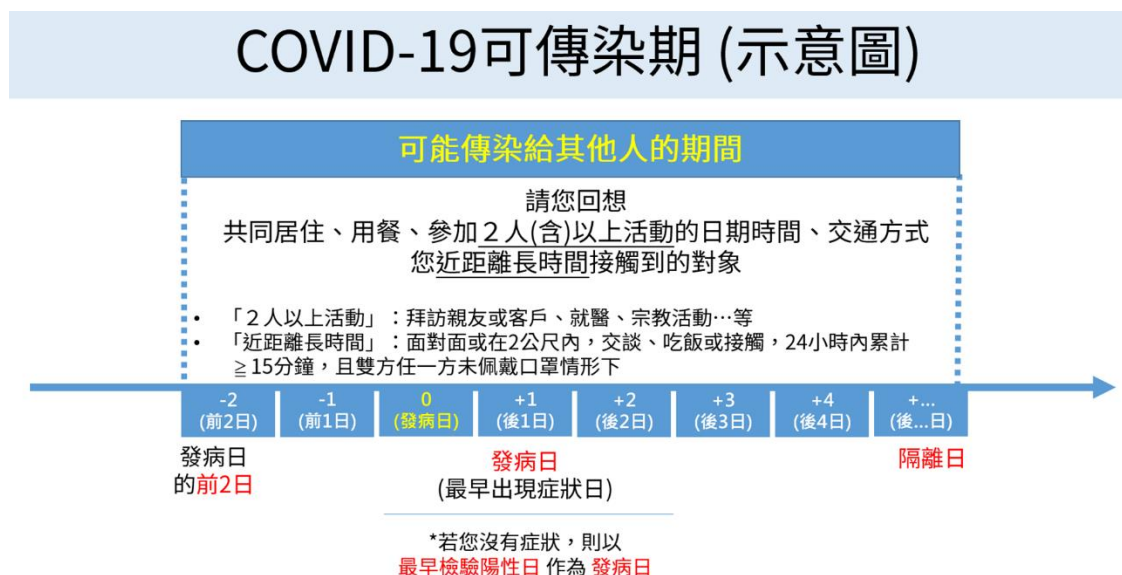 COVID-19可傳染期 (示意圖)
可能傳染給其他人的期間
請您回想
共同居住、用餐、參加２人(含)以上活動的日期時間、交通方式
您近距離長時間接觸到的對象
• 「２人以上活動」：拜訪親友或客戶、就醫、宗教活動…等
• 「近距離長時間」：面對面或在2公尺內，交談、吃飯或接觸，24小時內累計
≧15分鐘，且雙方任一方未佩戴口罩情形下
-2 -1 0 +1 +2 +3 +4 +...
(前2日) (前1日) (發病日) (後1日) (後2日) (後3日) (後4日) (後...日)
發病日
的前2日
發病日
(最早出現症狀日)
隔離日
*若您沒有症狀，則以
最早檢驗陽性日 作為 發病日